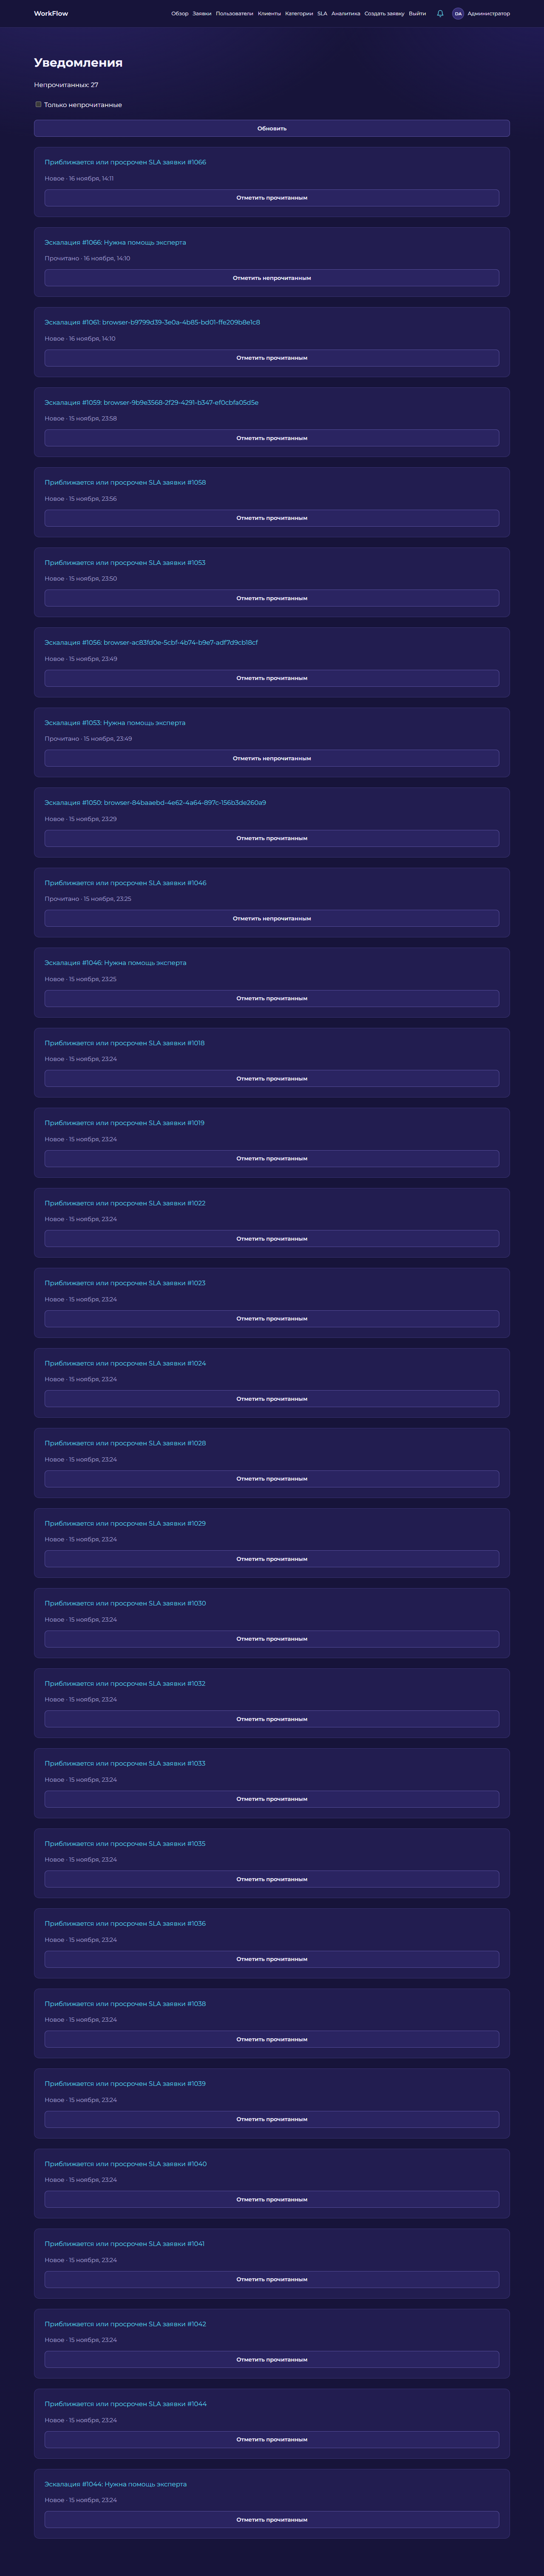 WorkFlow
Обзор Заявки Пользователи Клиенты Категории SLA Аналитика Создать заявку Выйти DA Администратор
Уведомления
Непрочитанных: 27
Только непрочитанные
Обновить
Приближается или просрочен SLA заявки #1066
Новое · 16 ноября, 14:11
Отметить прочитанным
Эскалация #1066: Нужна помощь эксперта
Прочитано · 16 ноября, 14:10
Отметить непрочитанным
Эскалация #1061: browser-b9799d39-3e0a-4b85-bd01-ffe209b8e1c8
Новое · 16 ноября, 14:10
Отметить прочитанным
Эскалация #1059: browser-9b9e3568-2f29-4291-b347-ef0cbfa05d5e
Новое · 15 ноября, 23:58
Отметить прочитанным
Приближается или просрочен SLA заявки #1058
Новое · 15 ноября, 23:56
Отметить прочитанным
Приближается или просрочен SLA заявки #1053
Новое · 15 ноября, 23:50
Отметить прочитанным
Эскалация #1056: browser-ac83fd0e-5cbf-4b74-b9e7-adf7d9cb18cf
Новое · 15 ноября, 23:49
Отметить прочитанным
Эскалация #1053: Нужна помощь эксперта
Прочитано · 15 ноября, 23:49
Отметить непрочитанным
Эскалация #1050: browser-84baaebd-4e62-4a64-897c-156b3de260a9
Новое · 15 ноября, 23:29
Отметить прочитанным
Приближается или просрочен SLA заявки #1046
Прочитано · 15 ноября, 23:25
Отметить непрочитанным
Эскалация #1046: Нужна помощь эксперта
Новое · 15 ноября, 23:25
Отметить прочитанным
Приближается или просрочен SLA заявки #1018
Новое · 15 ноября, 23:24
Отметить прочитанным
Приближается или просрочен SLA заявки #1019
Новое · 15 ноября, 23:24
Отметить прочитанным
Приближается или просрочен SLA заявки #1022
Новое · 15 ноября, 23:24
Отметить прочитанным
Приближается или просрочен SLA заявки #1023
Новое · 15 ноября, 23:24
Отметить прочитанным
Приближается или просрочен SLA заявки #1024
Новое · 15 ноября, 23:24
Отметить прочитанным
Приближается или просрочен SLA заявки #1028
Новое · 15 ноября, 23:24
Отметить прочитанным
Приближается или просрочен SLA заявки #1029
Новое · 15 ноября, 23:24
Отметить прочитанным
Приближается или просрочен SLA заявки #1030
Новое · 15 ноября, 23:24
Отметить прочитанным
Приближается или просрочен SLA заявки #1032
Новое · 15 ноября, 23:24
Отметить прочитанным
Приближается или просрочен SLA заявки #1033
Новое · 15 ноября, 23:24
Отметить прочитанным
Приближается или просрочен SLA заявки #1035
Новое · 15 ноября, 23:24
Отметить прочитанным
Приближается или просрочен SLA заявки #1036
Новое · 15 ноября, 23:24
Отметить прочитанным
Приближается или просрочен SLA заявки #1038
Новое · 15 ноября, 23:24
Отметить прочитанным
Приближается или просрочен SLA заявки #1039
Новое · 15 ноября, 23:24
Отметить прочитанным
Приближается или просрочен SLA заявки #1040
Новое · 15 ноября, 23:24
Отметить прочитанным
Приближается или просрочен SLA заявки #1041
Новое · 15 ноября, 23:24
Отметить прочитанным
Приближается или просрочен SLA заявки #1042
Новое · 15 ноября, 23:24
Отметить прочитанным
Приближается или просрочен SLA заявки #1044
Новое · 15 ноября, 23:24
Отметить прочитанным
Эскалация #1044: Нужна помощь эксперта
Новое · 15 ноября, 23:24
Отметить прочитанным